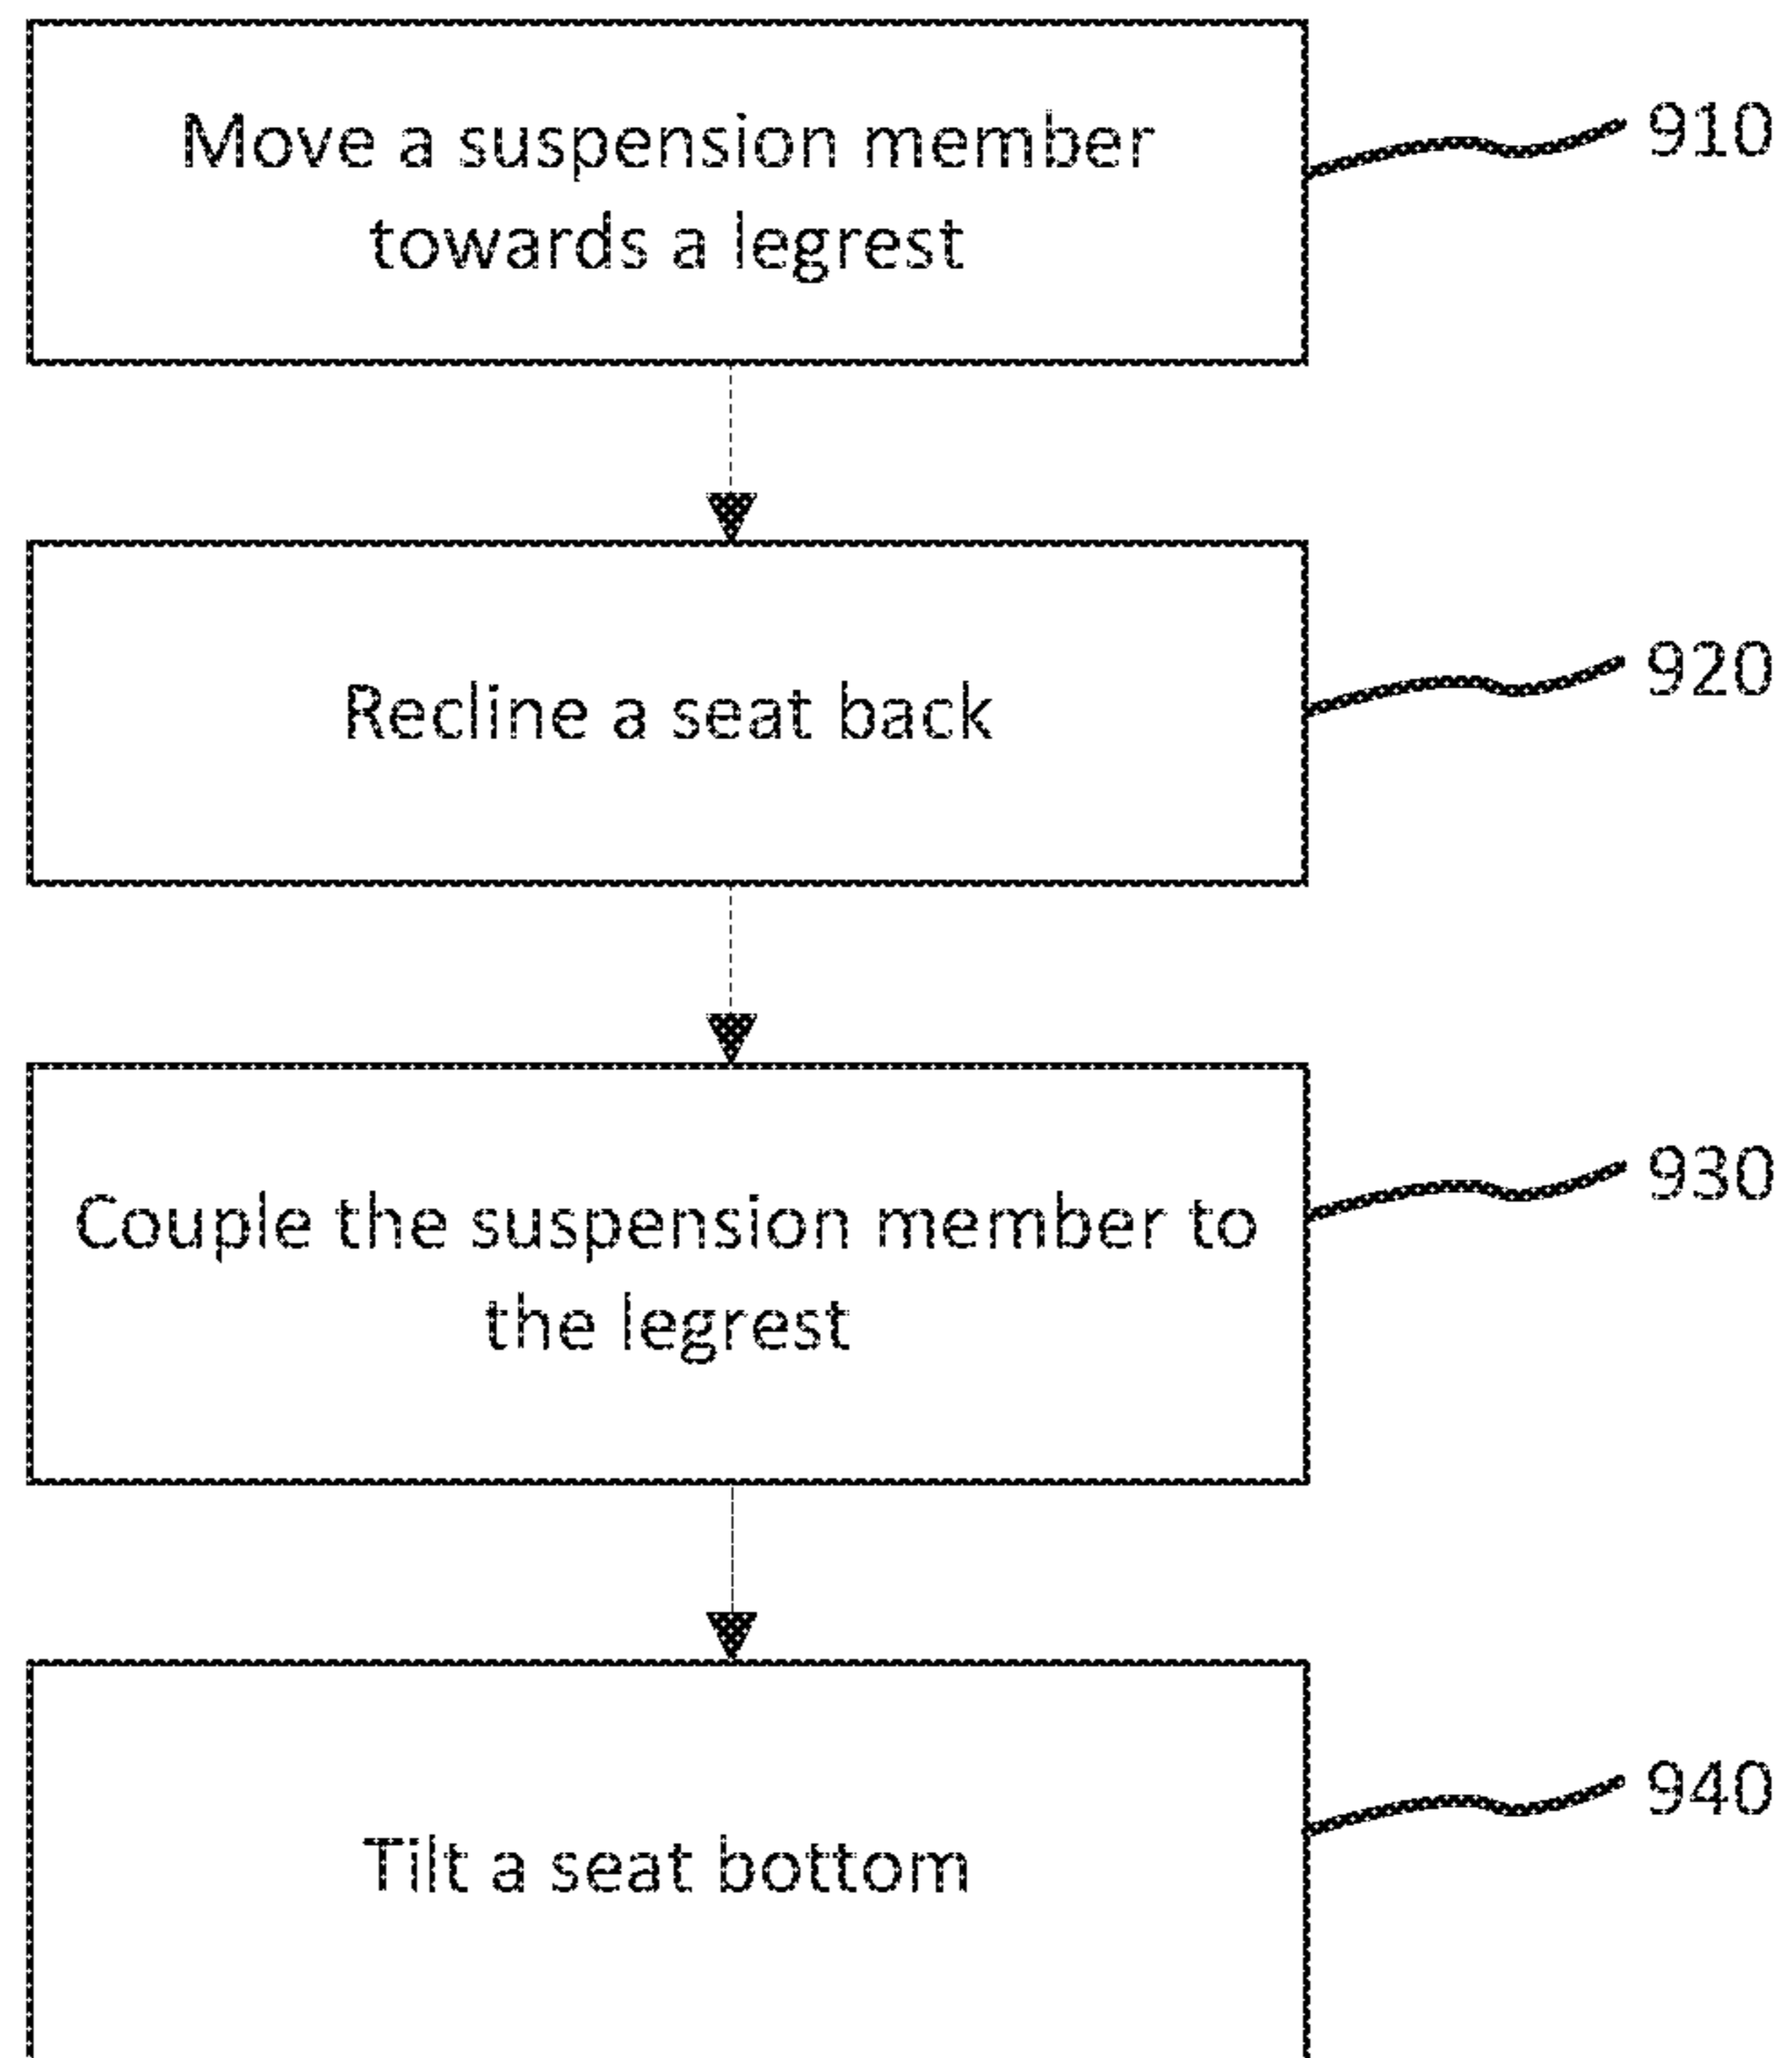 Move a suspension member
towards a legrest
910
Recline a seat back
920
Couple the suspension member to
the legrest
930
Tilt a seat bottom
940